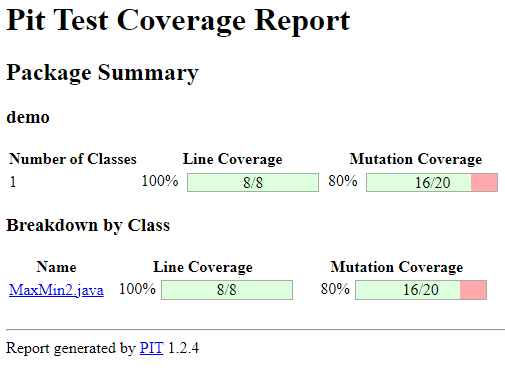 Pit Test Coverage Report
Package Summary
demo
Number of Classes Line Coverage Mutation Coverage
1 100% 8/8 80% 16/20
Breakdown by Class
Name Line Coverage Mutation Coverage
MaxMin2.java 100% 8/8 80% 16/20
Report generated by PIT 1.2.4